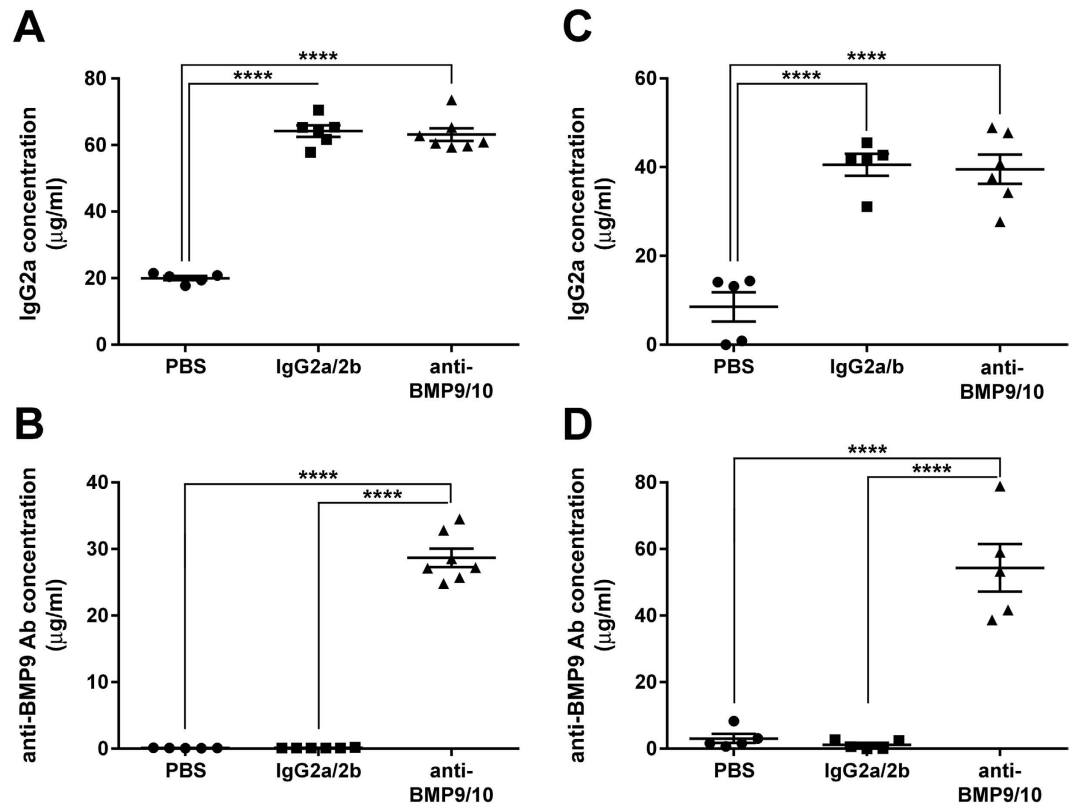 A
IgG2a concentration
(µg/ml)
80
60
40
20
0
****
****
PBS
IgG2a/2b
anti-
BMP9/10
C
IgG2a concentration
(µg/ml)
60
40
20
0
****
****
PBS
IgG2a/b
anti-
BMP9/10
B
anti-BMP9 Ab concentration
(µg/ml)
40
30
20
10
0
****
****
PBS
IgG2a/2b
anti-
BMP9/10
D
anti-BMP9 Ab concentration
(µg/ml)
80
60
40
20
0
****
****
PBS
IgG2a/2b
anti-
BMP9/10